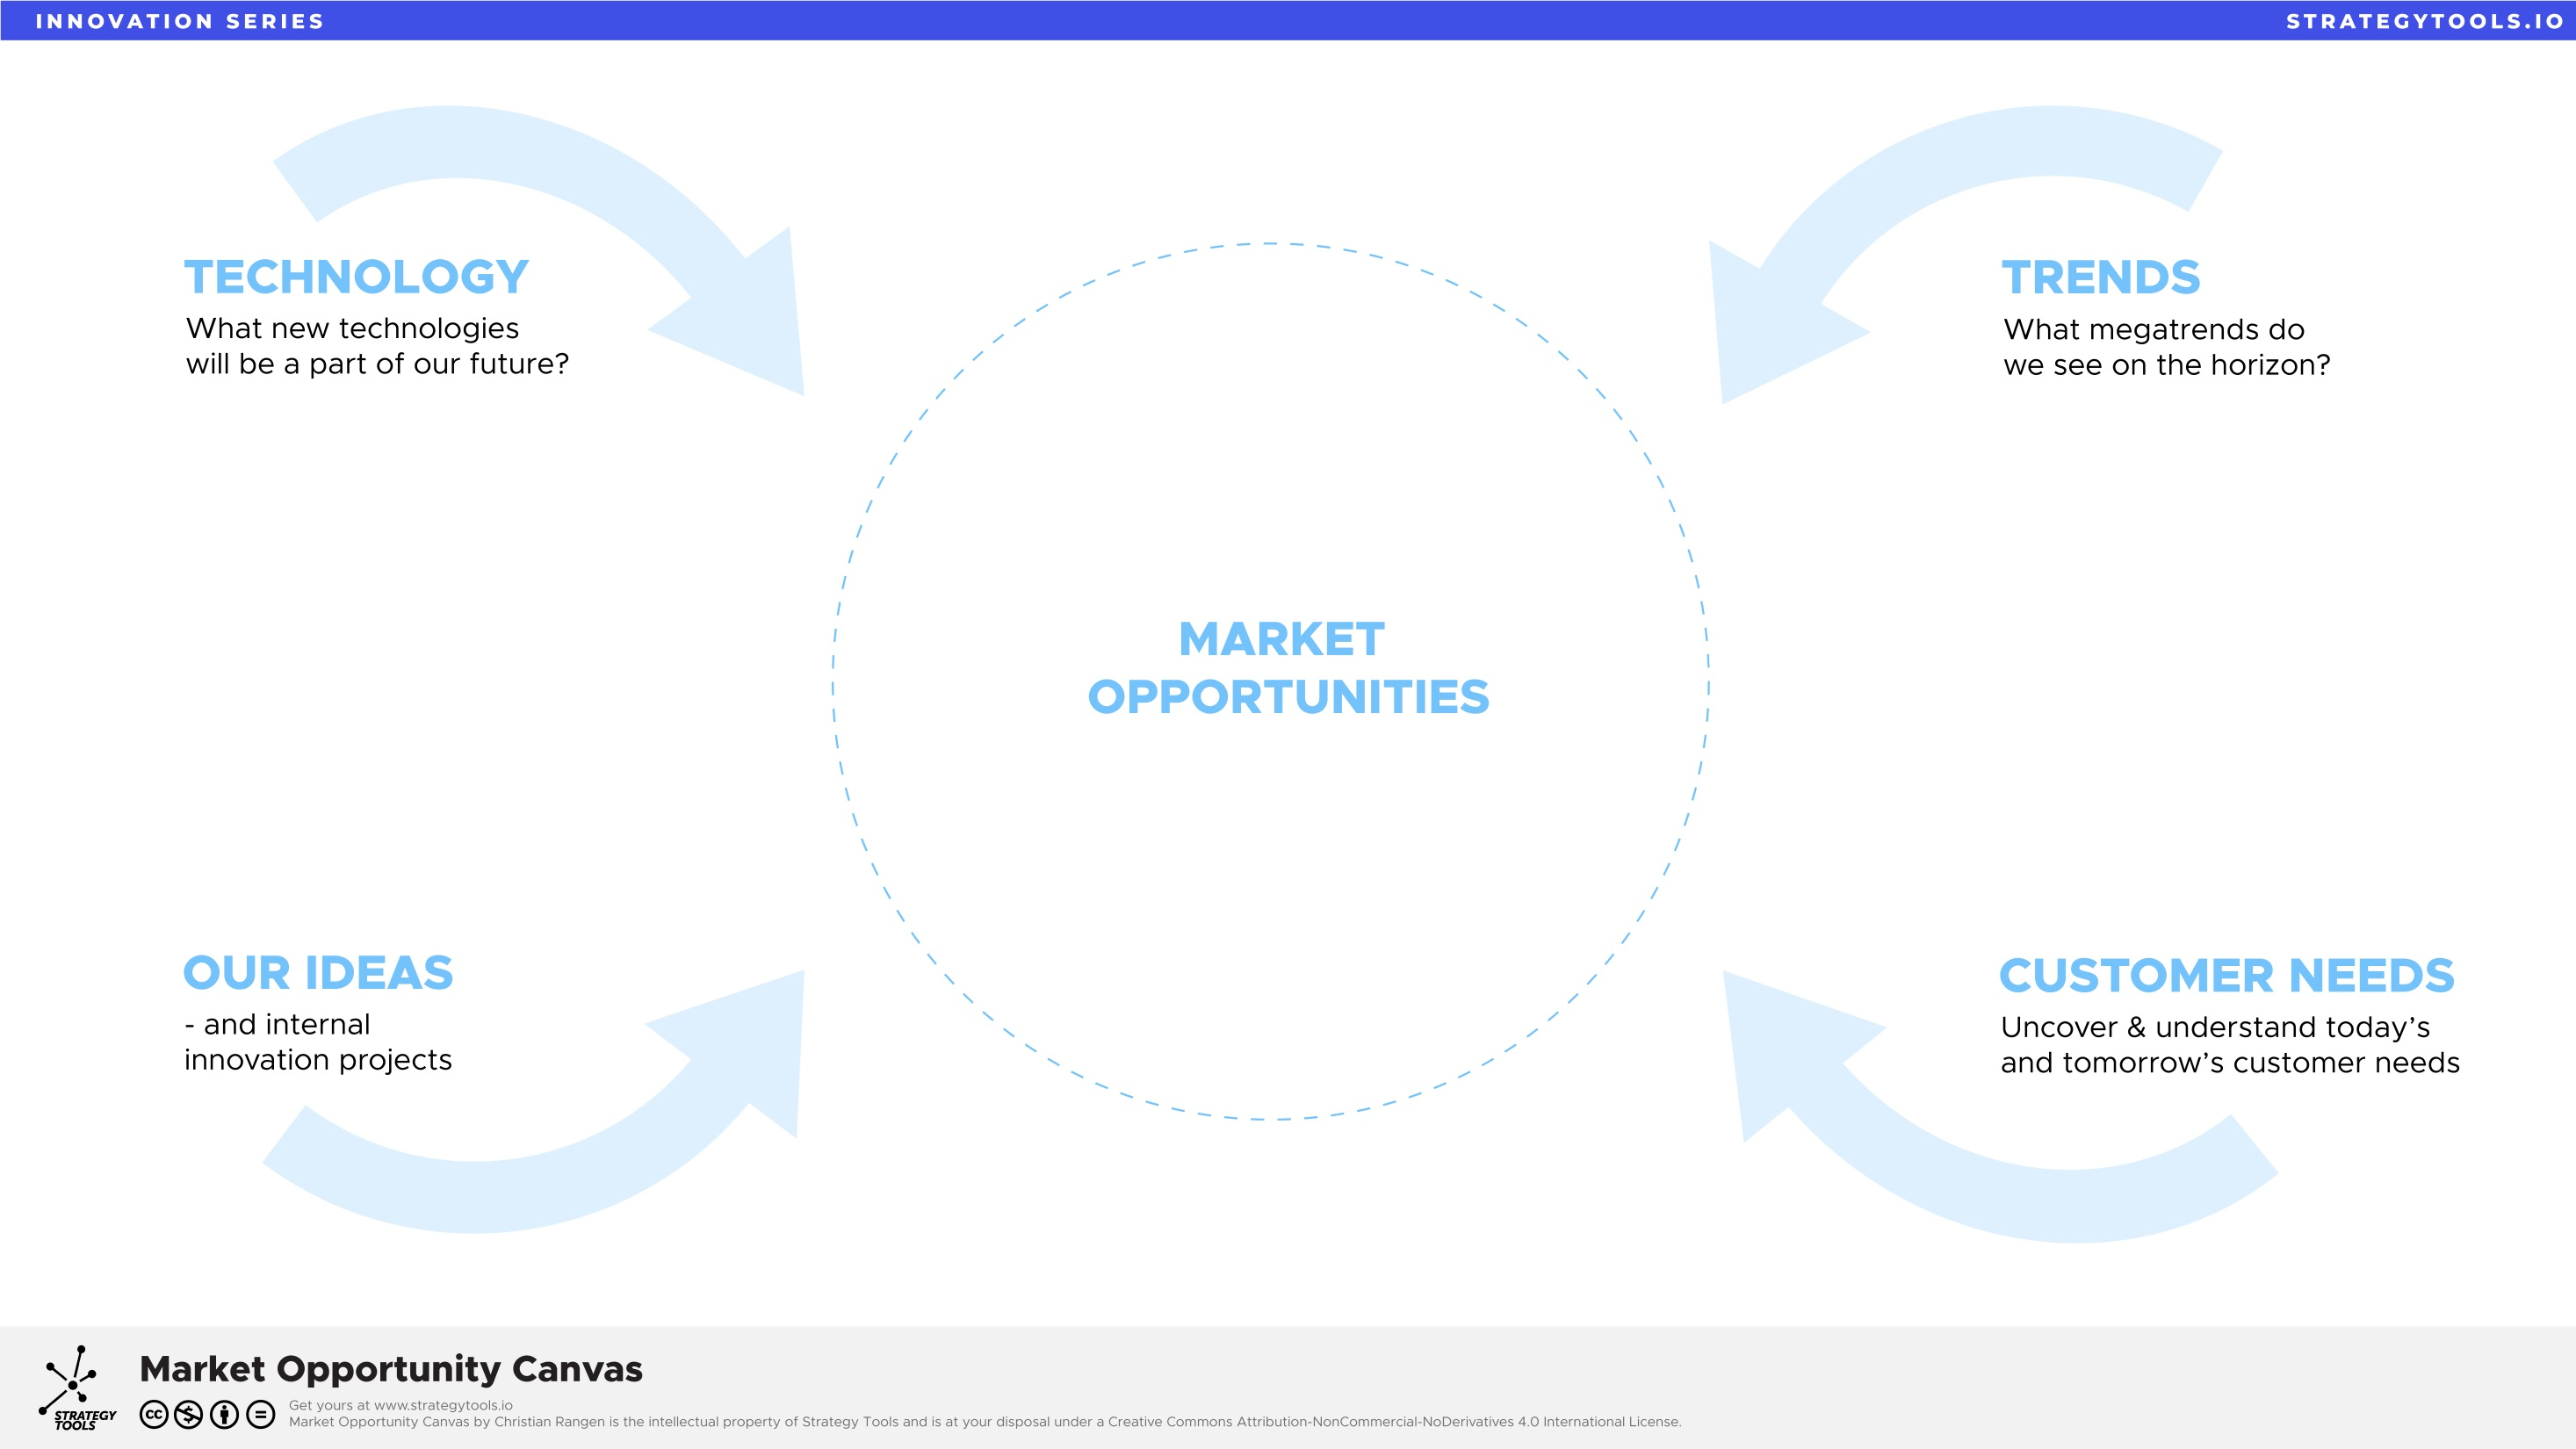 INNOVATION SERIES
STRATEGYTOOLS.IO
TECHNOLOGY
What new technologies
will be a part of our future?
TRENDS
What megatrends do
we see on the horizon?
MARKET
OPPORTUNITIES
OUR IDEAS
- and internal
innovation projects
CUSTOMER NEEDS
Uncover & understand today’s
and tomorrow’s customer needs
STRATEGY
TOOLS
Market Opportunity Canvas
cc
Get yours at www.strategytools.io
Market Opportunity Canvas by Christian Rangen is the intellectual property of Strategy Tools and is at your disposal under a Creative Commons Attribution-NonCommercial-NoDerivatives 4.0 International License.